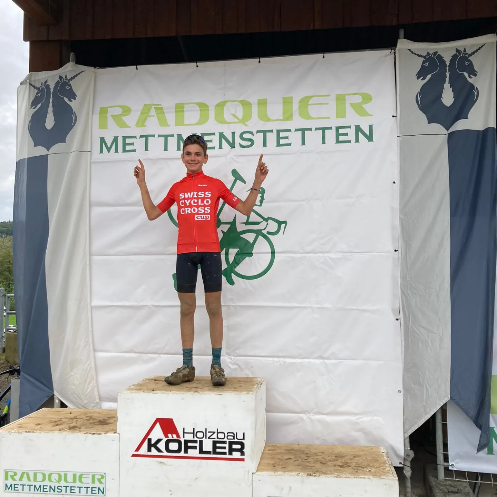 RADQUER
METTMENSTETTEN
SWISS
CYCLO
CROSS
CUP
Holzbau
KOFLER
RADQUER
METTMENSTETTEN